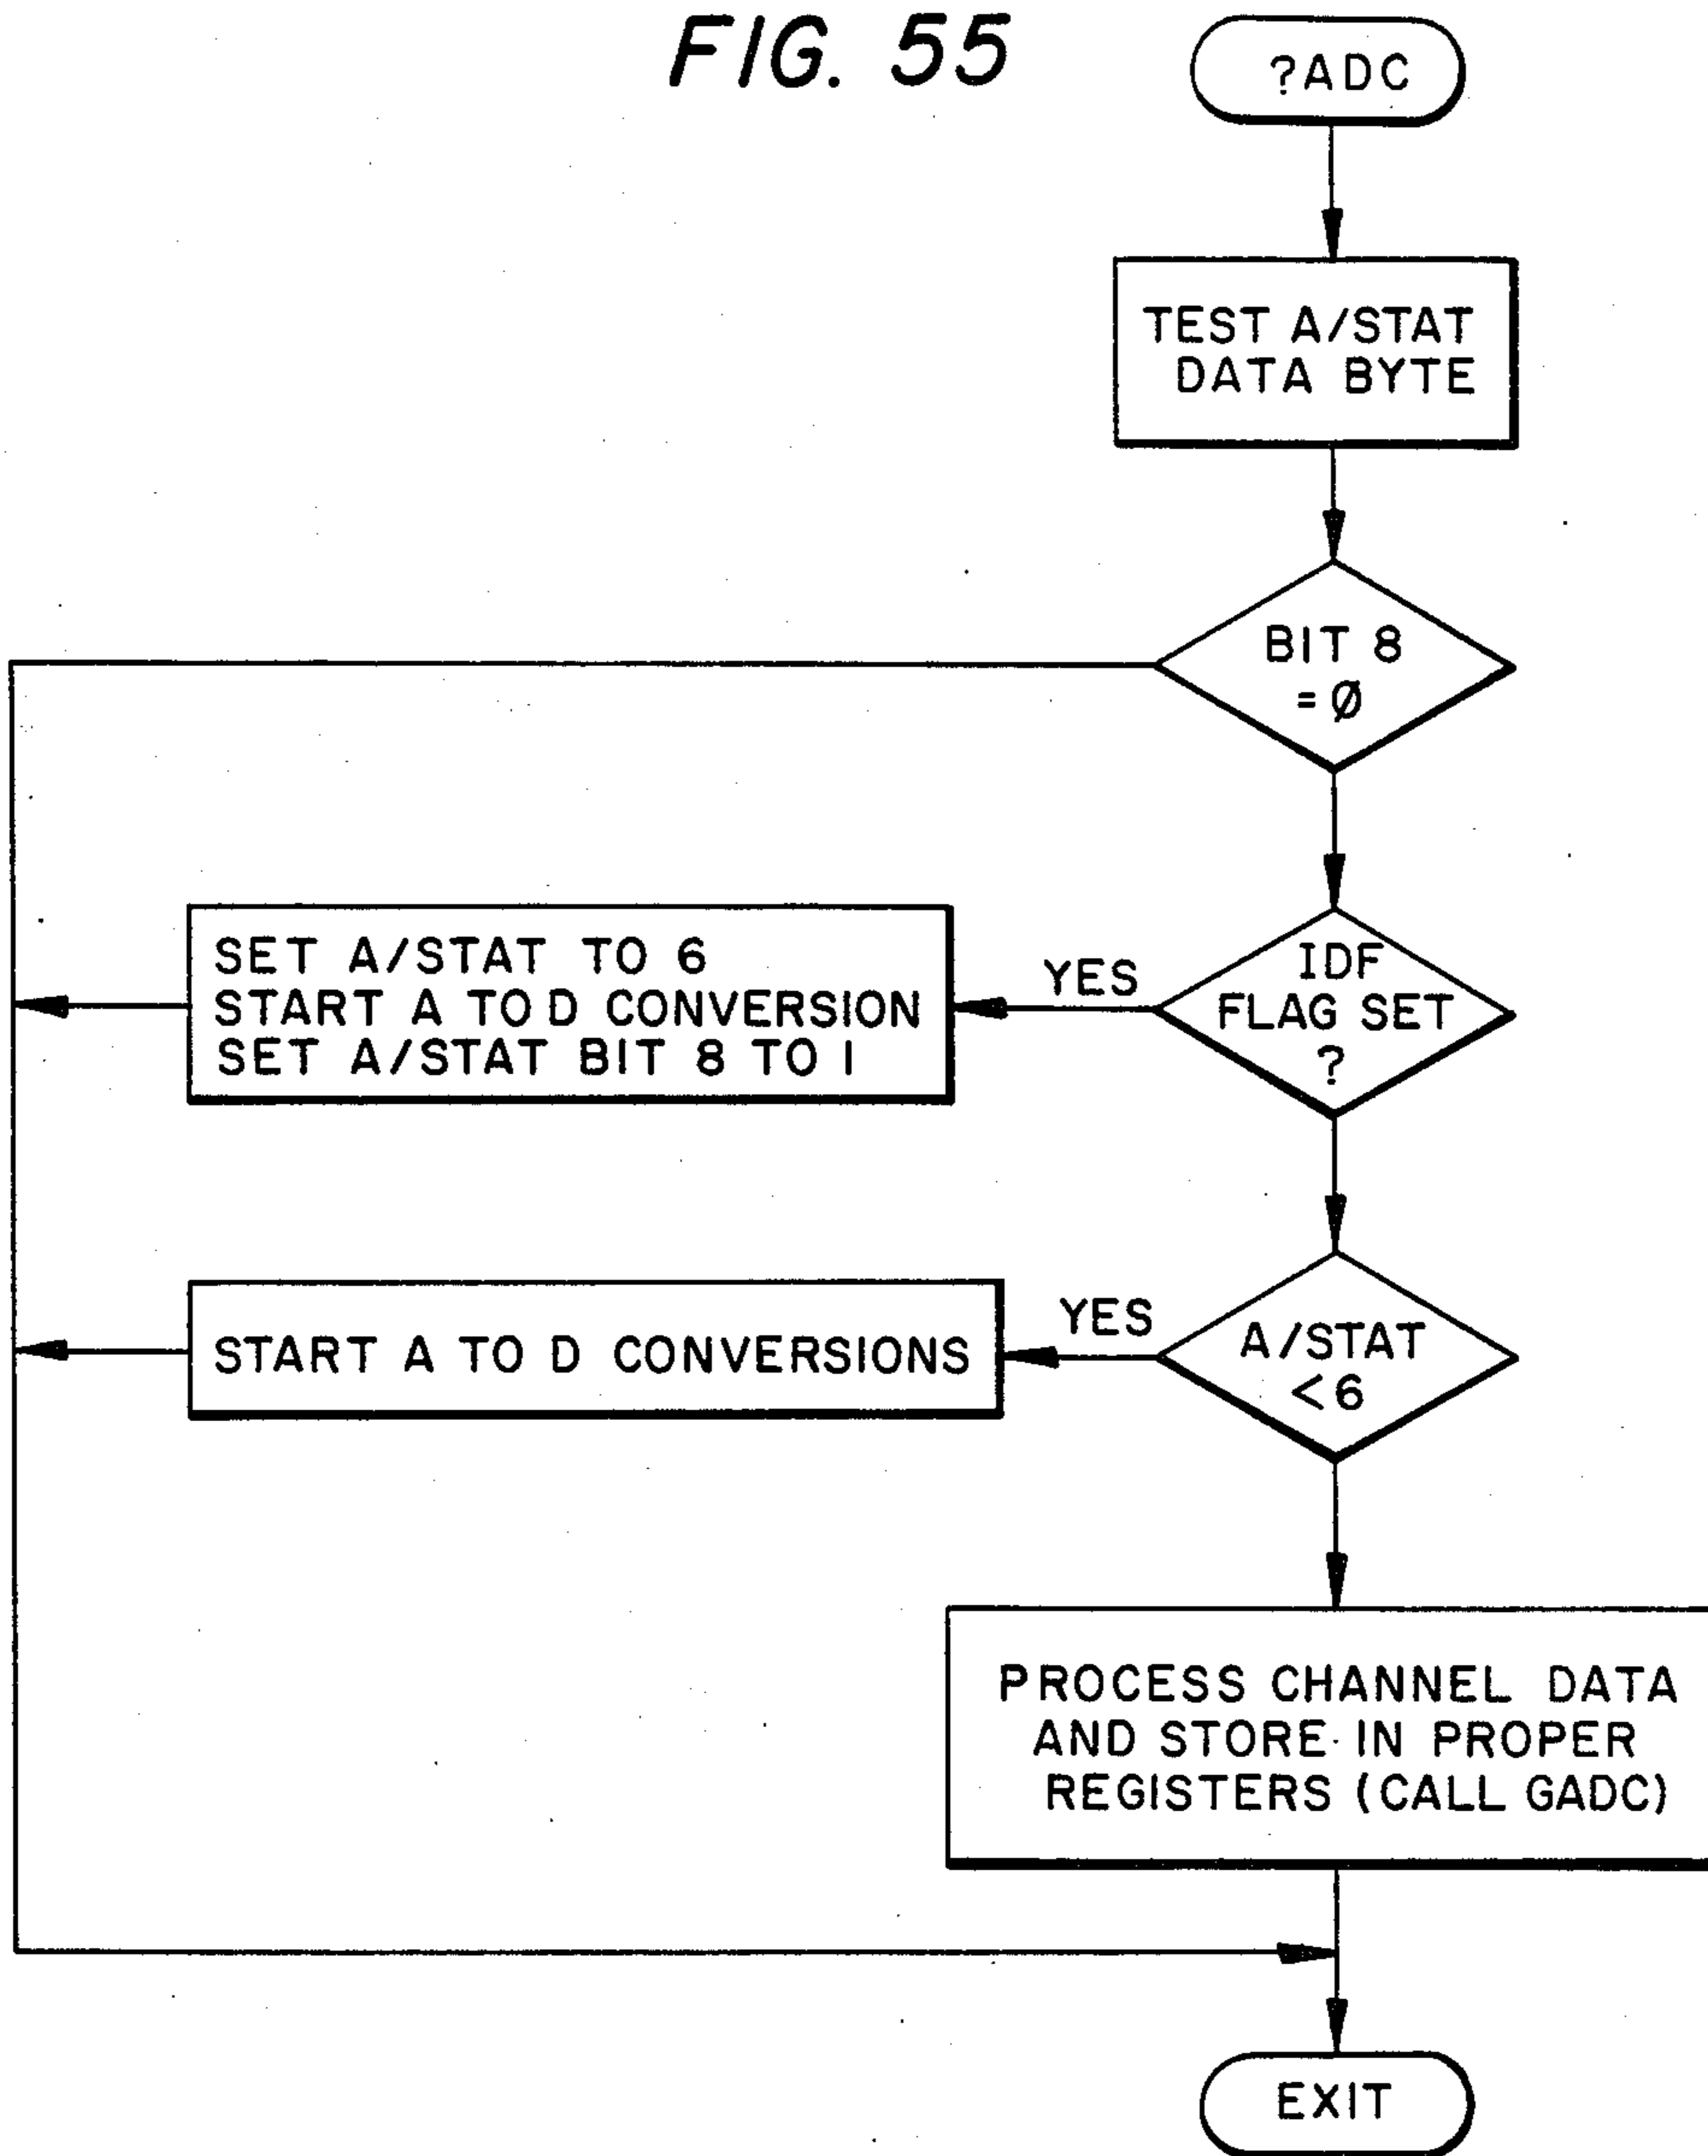 FIG. 55
?ADC
TEST A/STAT
DATA BYTE
BIT 8
=Ø
IDF
FLAG SET
?
YES
SET A/STAT TO 6
START A TO D CONVERSION
SET A/STAT BIT 8 TO 1
A/STAT
<6
YES
START A TO D CONVERSIONS
PROCESS CHANNEL DATA
AND STORE IN PROPER
REGISTERS (CALL GADC)
EXIT